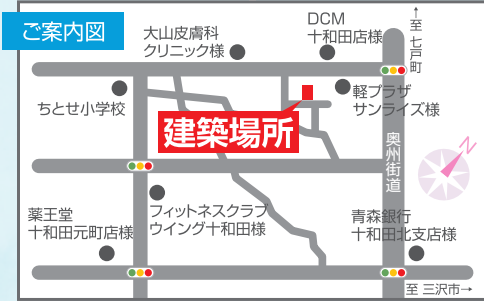 ご案内図
大山皮膚科
クリニック様
DCM
十和田店様
↑至 七戸町
ちとせ小学校
軽プラザ
サンライズ様
建築場所
奥州街道
N
薬王堂
十和田元町店様
フィットネスクラブ
ウイング十和田様
青森銀行
十和田北支店様
至 三沢市→